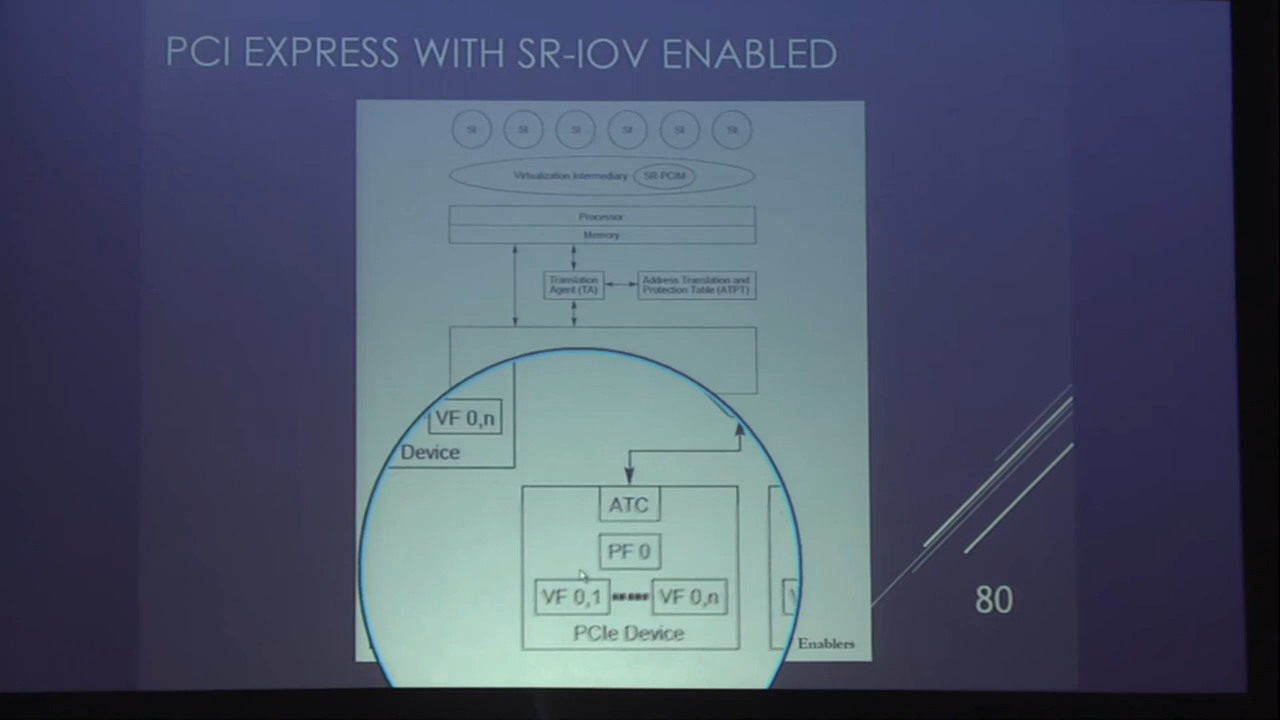 PCI EXPRESS WITH SR-IOV ENABLED
SI SI SI SI SI SI
Virtualization Intermediary SR-PCIM
Processor
Memory
Translation
Agent (TA)
Address Translation and
Protection Table (ATPT)
VF 0,n
Device
ATC
PF 0
VF 0,1 VF 0,n
PCIe Device
Enablers
80